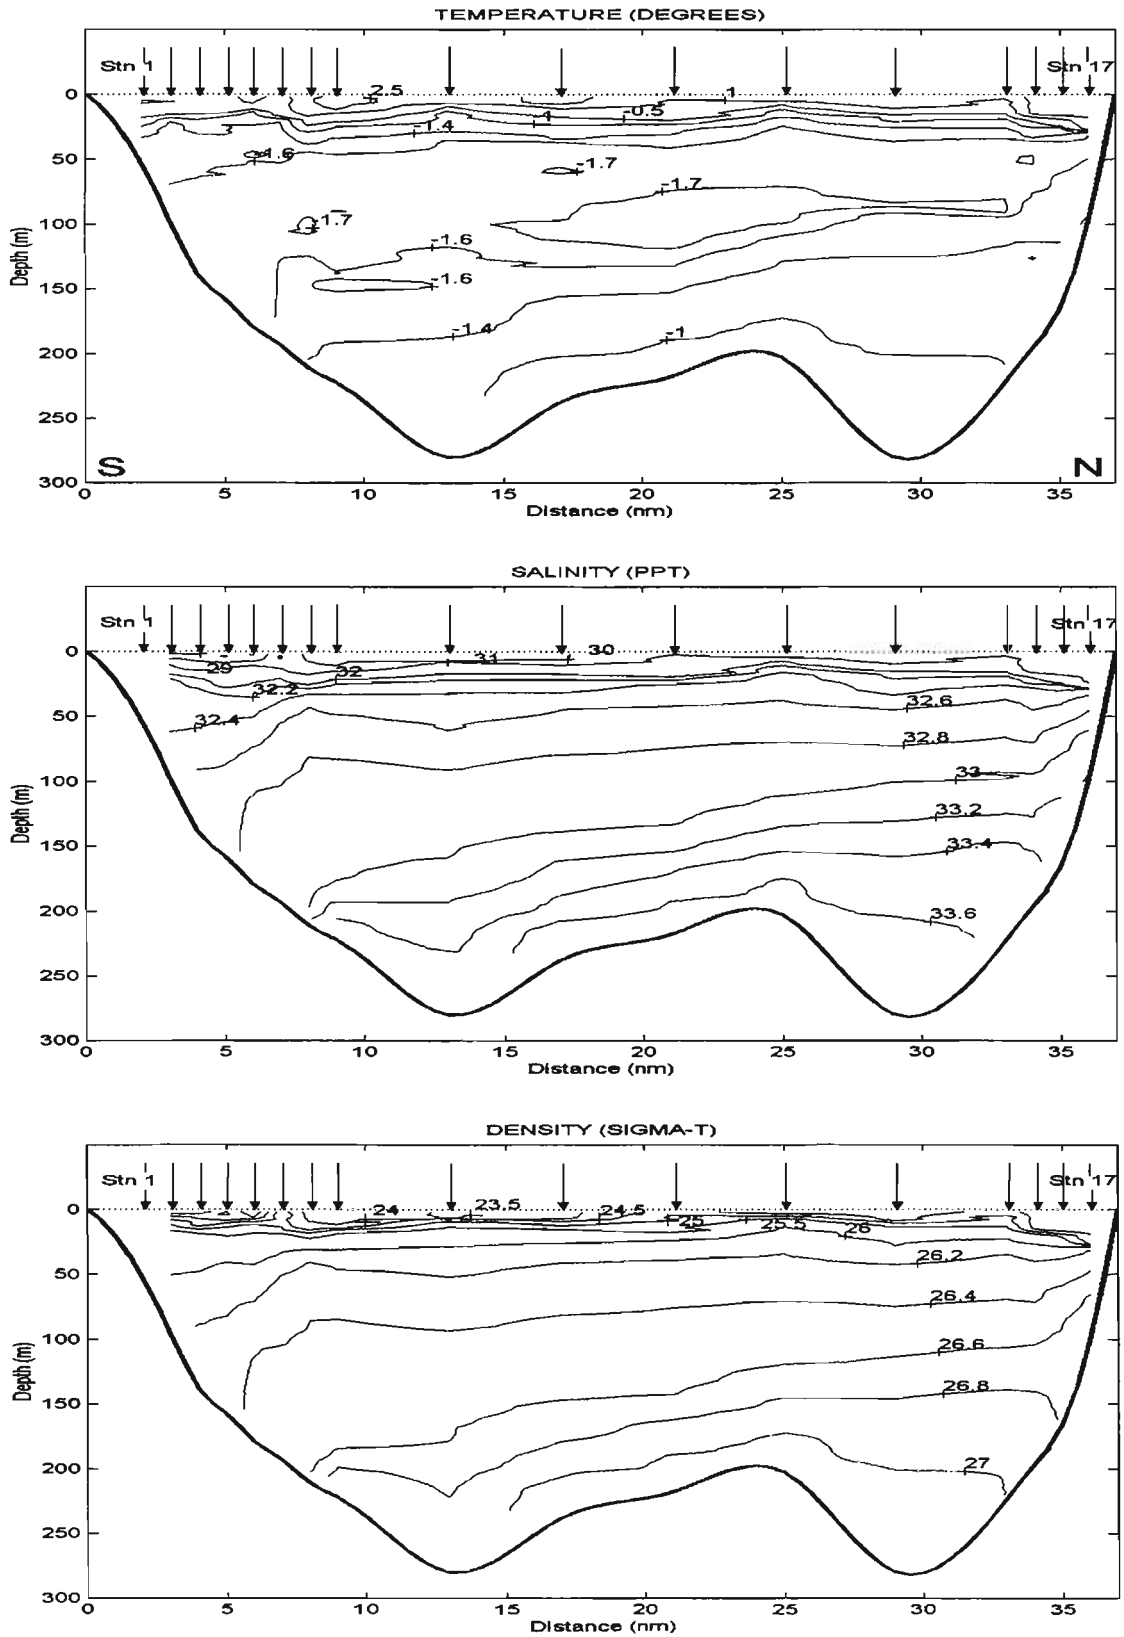 TEMPERATURE (DEGREES)
Stn 1
Stn 17
2.5
1
-0.5
-1
-1.4
-1.6
-1.7
-1.7
-1.7
-1.6
-1.6
-1.4
-1
0
50
100
150
200
250
300
Depth (m)
S
N
0 5 10 15 20 25 30 35
Distance (nm)
SALINITY (PPT)
Stn 1
Stn 17
30
31
29
32
32.2
32.4
32.6
32.8
33
33.2
33.4
33.6
0
50
100
150
200
250
300
Depth (m)
0 5 10 15 20 25 30 35
Distance (nm)
DENSITY (SIGMA-T)
Stn 1
Stn 17
24
23.5
24.5
25
25.5
26
26.2
26.4
26.6
26.8
27
0
50
100
150
200
250
300
Depth (m)
0 5 10 15 20 25 30 35
Distance (nm)